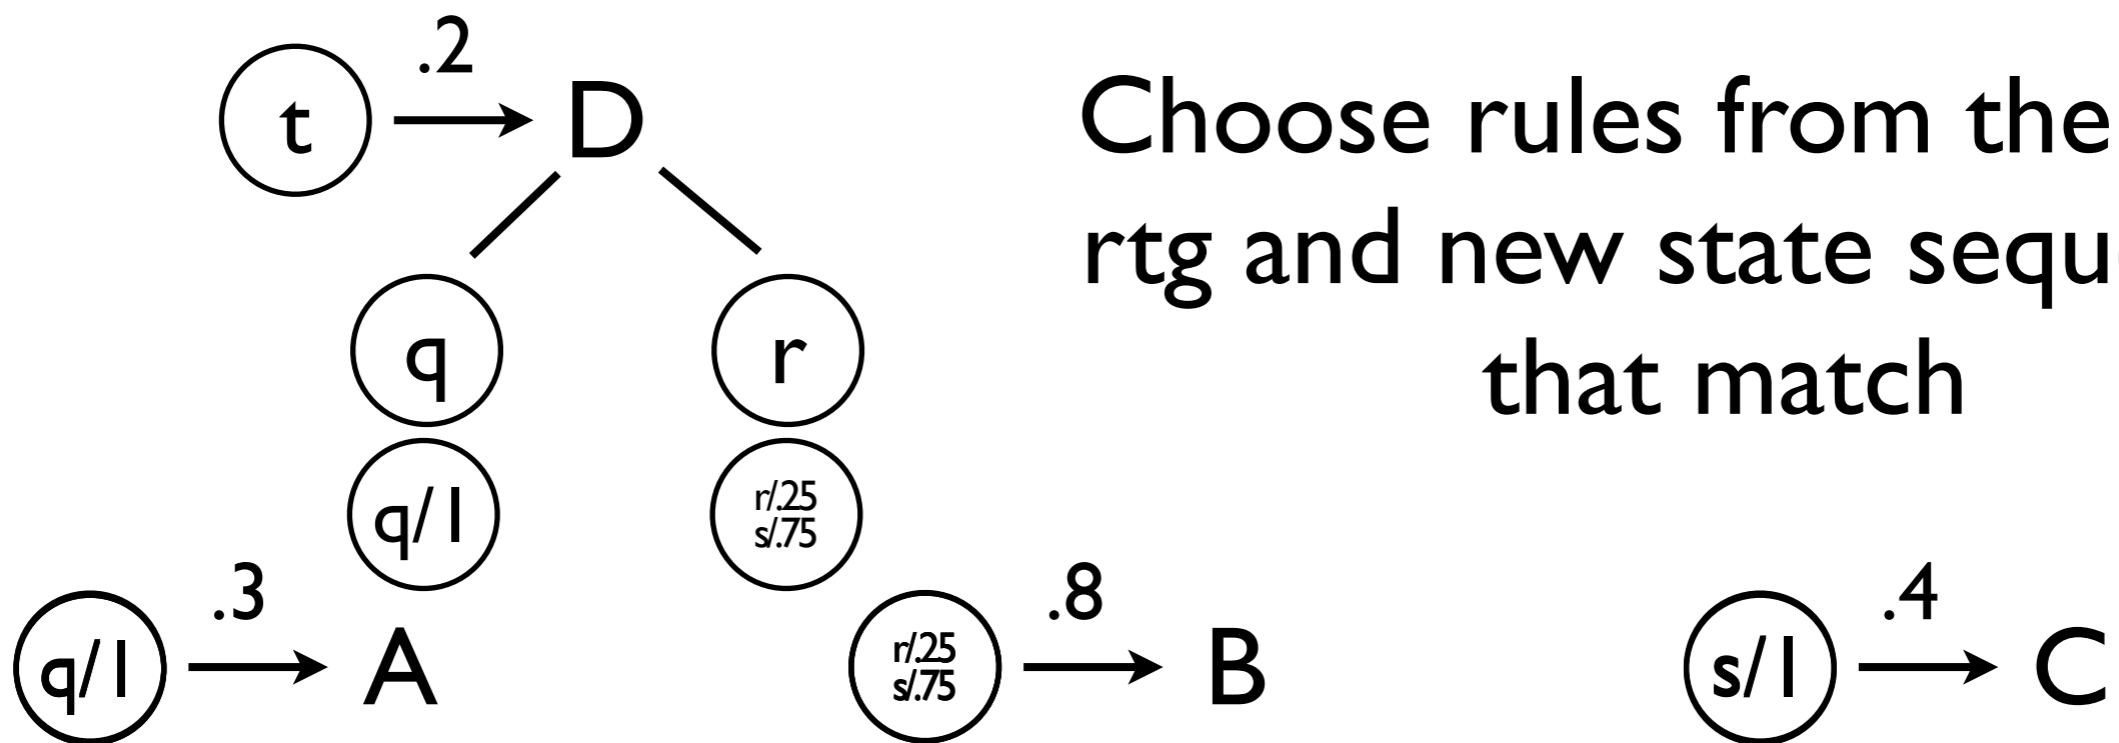 .2
t
D
Choose rules from the
rtg and new state sequ
that match
q
r
q/1
r/.25
s/.75
.3
.8
.4
q/1
A
r/.25
s/.75
B
s/1
C